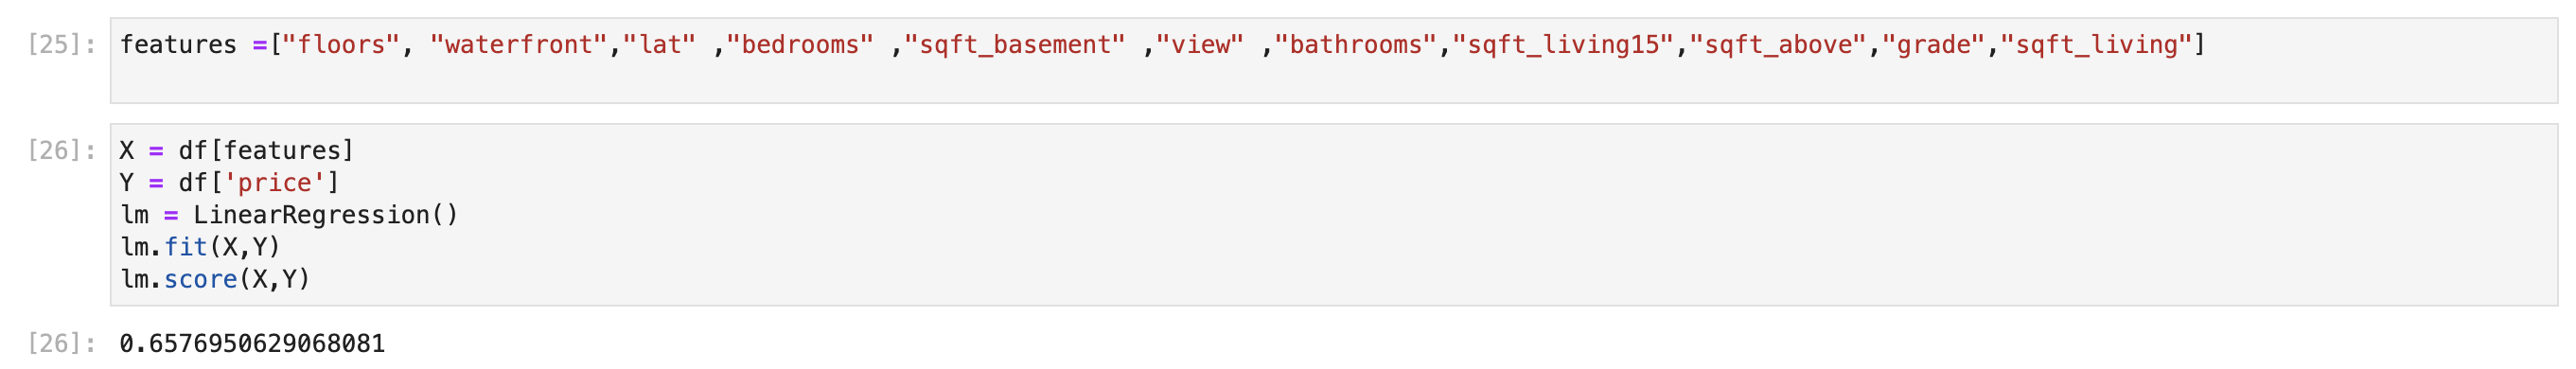 [25]: features =["floors", "waterfront","lat" ,"bedrooms" ,"sqft_basement" ,"view" ,"bathrooms","sqft_living15","sqft_above","grade","sqft_living"]
[26]: X = df[features]
Y = df['price']
lm = LinearRegression()
lm.fit(X,Y)
lm.score(X,Y)
[26]: 0.6576950629068081